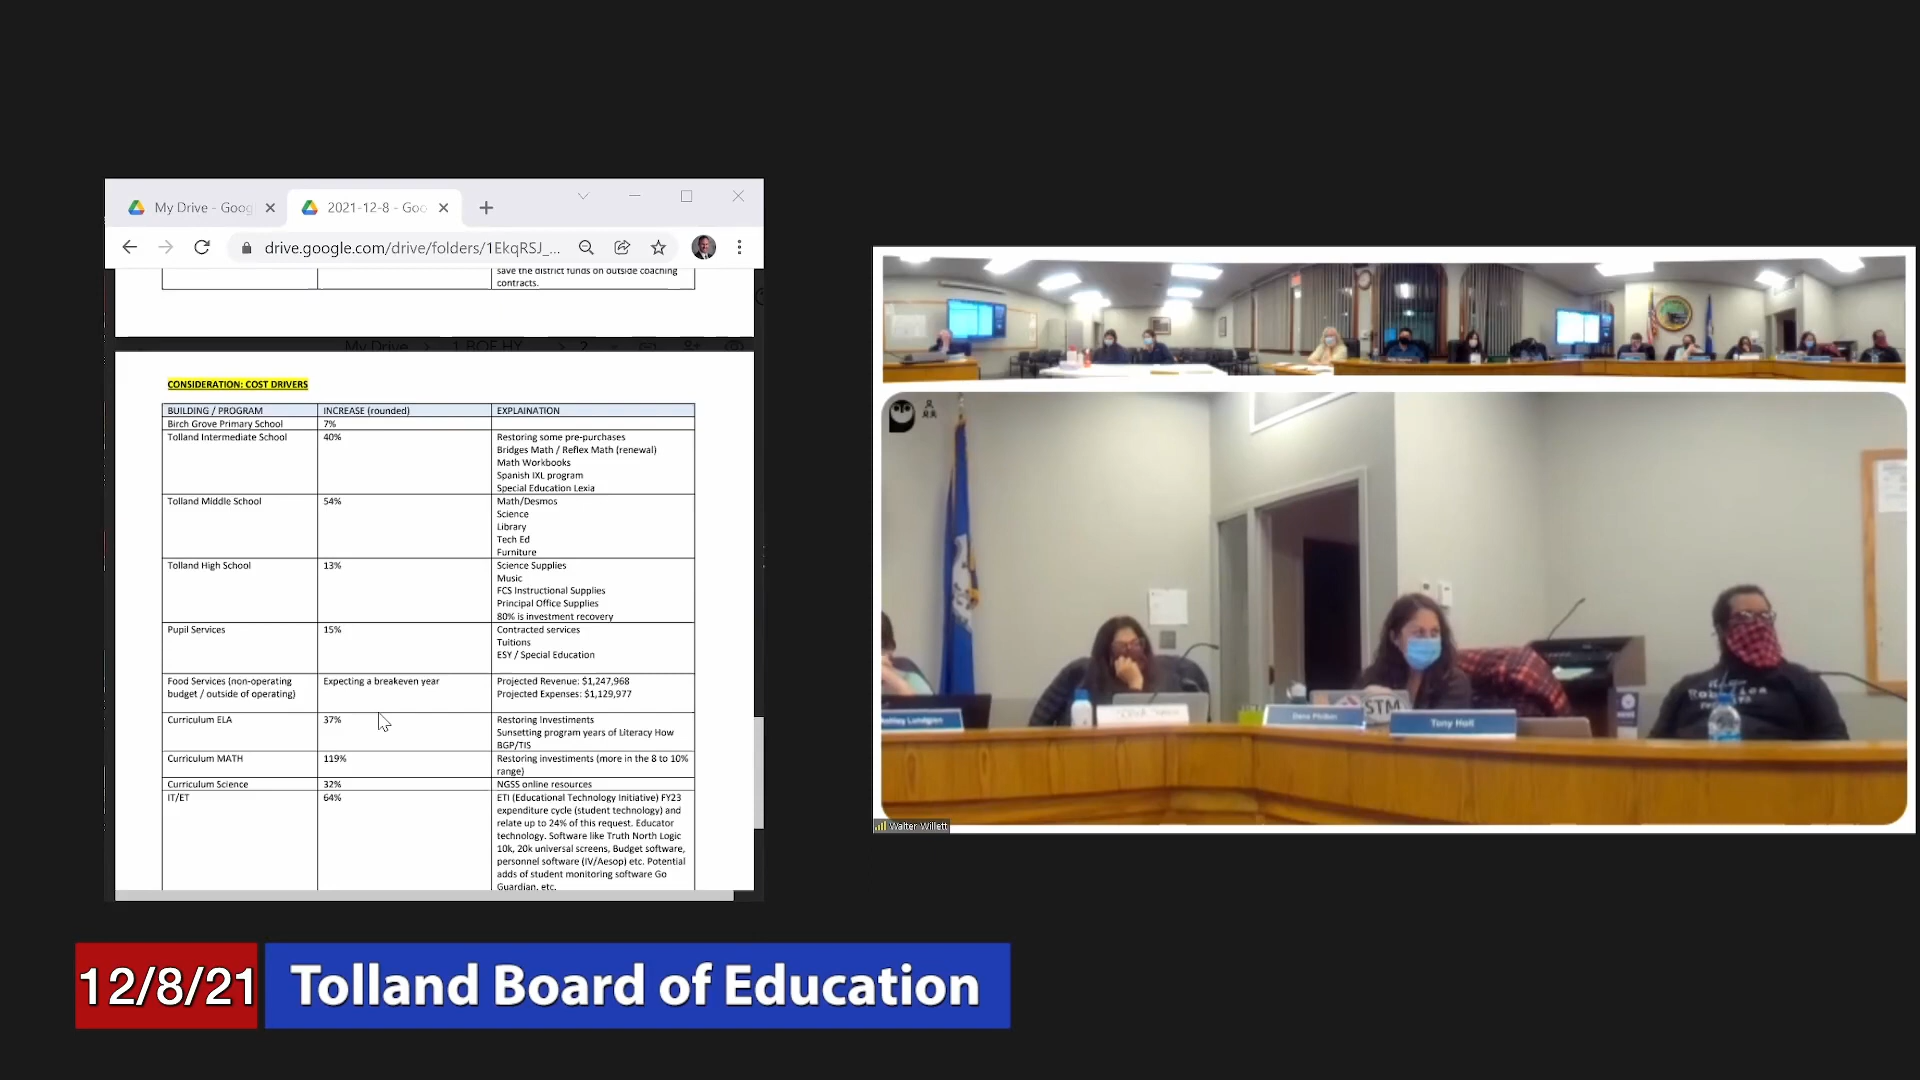 My Drive - Goog
2021-12-8 - Goo
drive.google.com/drive/folders/1EkqRSJ_...
save the district funds on outside coaching
contracts.
CONSIDERATION: COST DRIVERS
BUILDING / PROGRAM INCREASE (rounded) EXPLAINATION
Birch Grove Primary School 7%
Tolland Intermediate School 40% Restoring some pre-purchases
Bridges Math / Reflex Math (renewal)
Math Workbooks
Spanish IXL program
Special Education Lexia
Tolland Middle School 54% Math/Desmos
Science
Library
Tech Ed
Furniture
Tolland High School 13% Science Supplies
Music
FCS Instructional Supplies
Principal Office Supplies
80% is investment recovery
Pupil Services 15% Contracted services
Tuitions
ESY / Special Education
Food Services (non-operating Expecting a breakeven year Projected Revenue: $1,247,968
budget / outside of operating) Projected Expenses: $1,129,977
Curriculum ELA 37% Restoring Investiments
Sunsetting program years of Literacy How
BGP/TIS
Curriculum MATH 119% Restoring investiments (more in the 8 to 10%
range)
Curriculum Science 32% NGSS online resources
IT/ET 64% ETI (Educational Technology Initiative) FY23
expenditure cycle (student technology) and
relate up to 24% of this request. Educator
technology. Software like Truth North Logic
10k, 20k universal screens, Budget software,
personnel software (IV/Aesop) etc. Potential
adds of student monitoring software Go
Guardian, etc.
Dana Philbin
STM
Tony Holt
Walter Willett
12/8/21 Tolland Board of Education